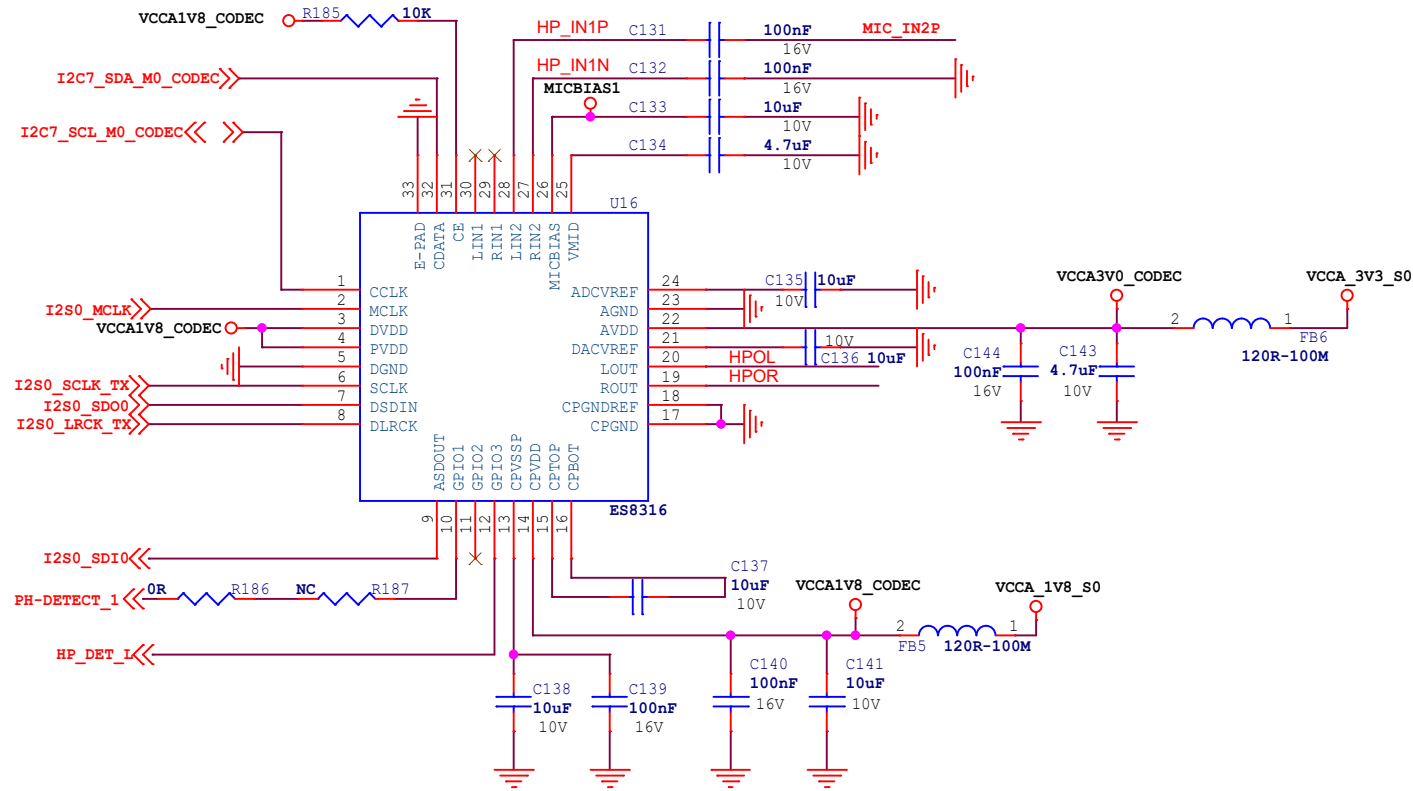 VCCA1V8_CODEC R185 10K
HP_IN1P C131 100nF MIC_IN2P
16V
I2C7_SDA_M0_CODEC
HP_IN1N C132 100nF
16V
MICBIAS1
C133 10uF
10V
I2C7_SCL_M0_CODEC
C134 4.7uF
10V
33 32 31 30 29 28 27 26 25
U16
E-PAD CDATA CE LIN1 RIN1 LIN2 RIN2 MICBIAS VMID
1 CCLK
I2S0_MCLK 2 MCLK
VCCA1V8_CODEC 3 DVDD
4 PVDD
5 DGND
I2S0_SCLK_TX 6 SCLK
I2S0_SDO0 7 DSDIN
I2S0_LRCK_TX 8 DLRCK
ADCVREF 24 C135 10uF
10V
AGND 23
AVDD 22
DACVREF 21 10V
C136 10uF
LOUT 20 HPOL
ROUT 19 HPOR
CPGNDREF 18
CPGND 17
VCCA3V0_CODEC VCCA_3V3_S0
2 1
FB6
120R-100M
C144
100nF
16V
C143
4.7uF
10V
ASDOUT GPIO1 GPIO2 GPIO3 CPVSSP CPVDD CPTOP CPBOT
ES8316
9 10 11 12 13 14 15 16
I2S0_SDI0
PH-DETECT_1 0R R186 NC R187
HP_DET_L
C137
10uF
10V
VCCA1V8_CODEC VCCA_1V8_S0
2 1
FB5 120R-100M
C138
10uF
10V
C139
100nF
16V
C140
100nF
16V
C141
10uF
10V